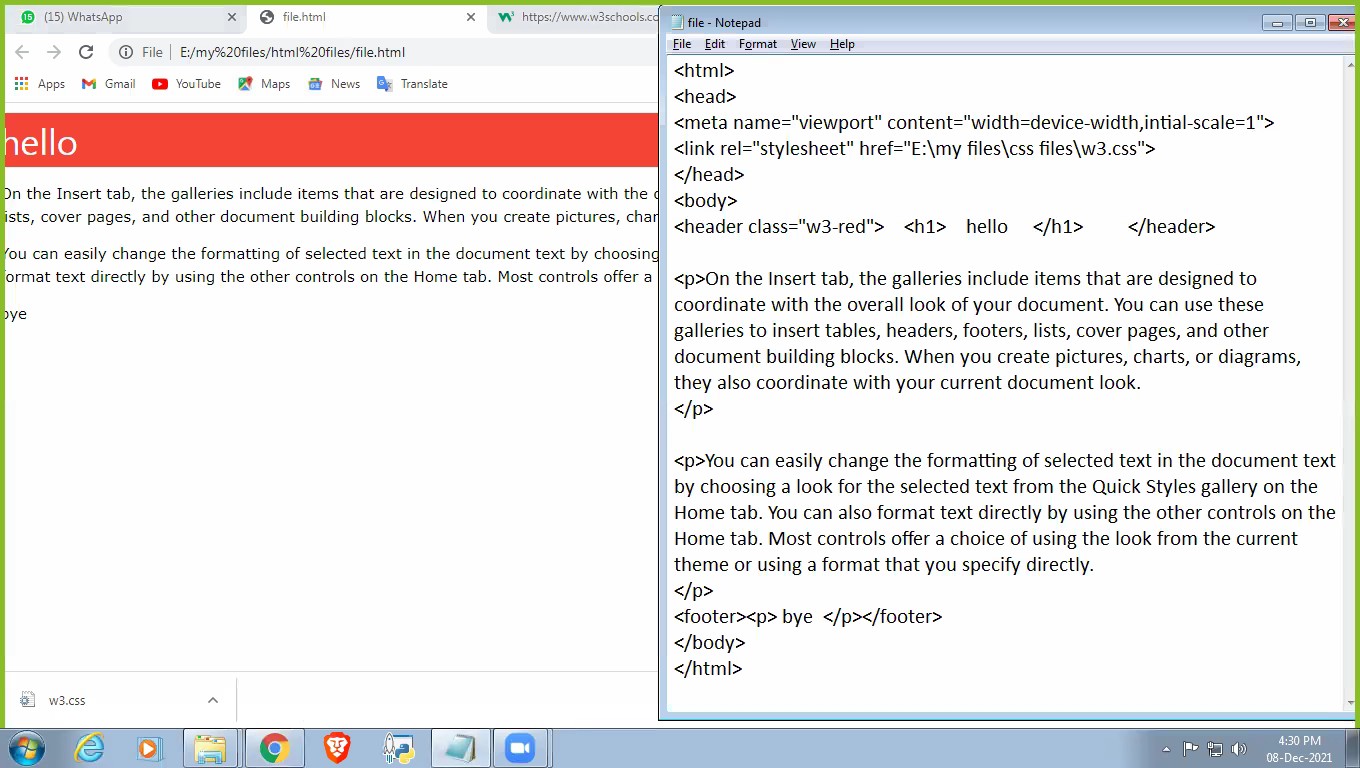 (15) WhatsApp
file.html
https://www.w3schools.co
File
E:/my%20files/html%20files/file.html
Apps
Gmail
YouTube
Maps
News
Translate
hello
On the Insert tab, the galleries include items that are designed to coordinate with the
lists, cover pages, and other document building blocks. When you create pictures, char
You can easily change the formatting of selected text in the document text by choosing
format text directly by using the other controls on the Home tab. Most controls offer a
bye
w3.css
file - Notepad
File Edit Format View Help
<html>
<head>
<meta name="viewport" content="width=device-width,intial-scale=1">
<link rel="stylesheet" href="E:\my files\css files\w3.css">
</head>
<body>
<header class="w3-red">    <h1>    hello     </h1>         </header>
<p>On the Insert tab, the galleries include items that are designed to
coordinate with the overall look of your document. You can use these
galleries to insert tables, headers, footers, lists, cover pages, and other
document building blocks. When you create pictures, charts, or diagrams,
they also coordinate with your current document look.
</p>
<p>You can easily change the formatting of selected text in the document text
by choosing a look for the selected text from the Quick Styles gallery on the
Home tab. You can also format text directly by using the other controls on the
Home tab. Most controls offer a choice of using the look from the current
theme or using a format that you specify directly.
</p>
<footer><p> bye  </p></footer>
</body>
</html>
4:30 PM
08-Dec-2021